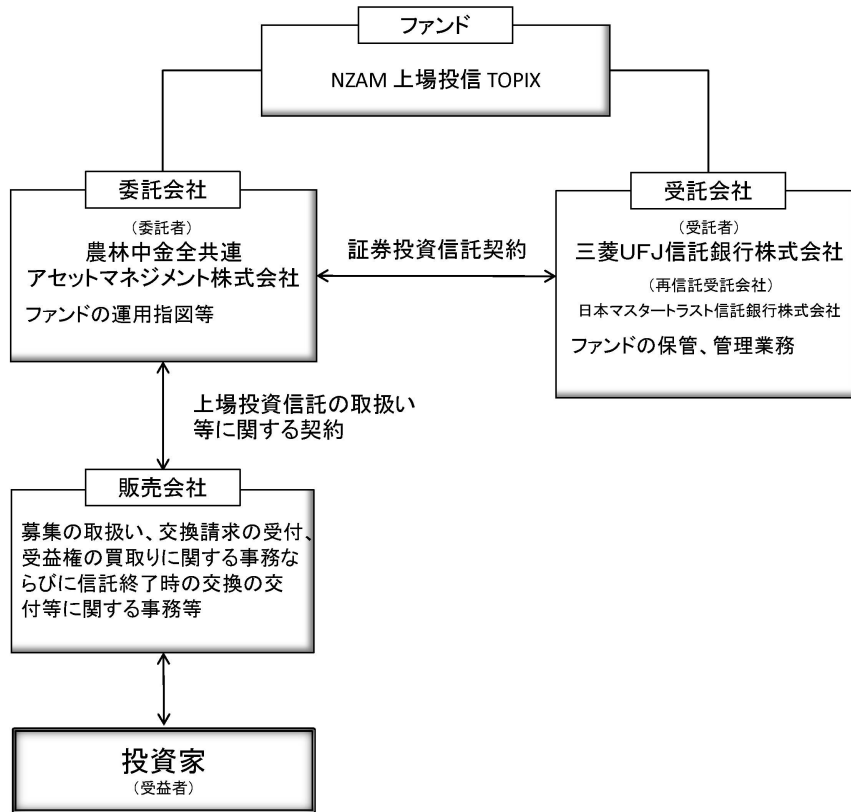 ファンド
NZAM 上場投信 TOPIX
委託会社
（委託者）
農林中金全共連
アセットマネジメント株式会社
ファンドの運用指図等
証券投資信託契約
受託会社
（受託者）
三菱UFJ信託銀行株式会社
（再信託受託会社）
日本マスタートラスト信託銀行株式会社
ファンドの保管、管理業務
上場投資信託の取扱い
等に関する契約
販売会社
募集の取扱い、交換請求の受付、
受益権の買取りに関する事務な
らびに信託終了時の交換の交
付等に関する事務等
投資家
（受益者）